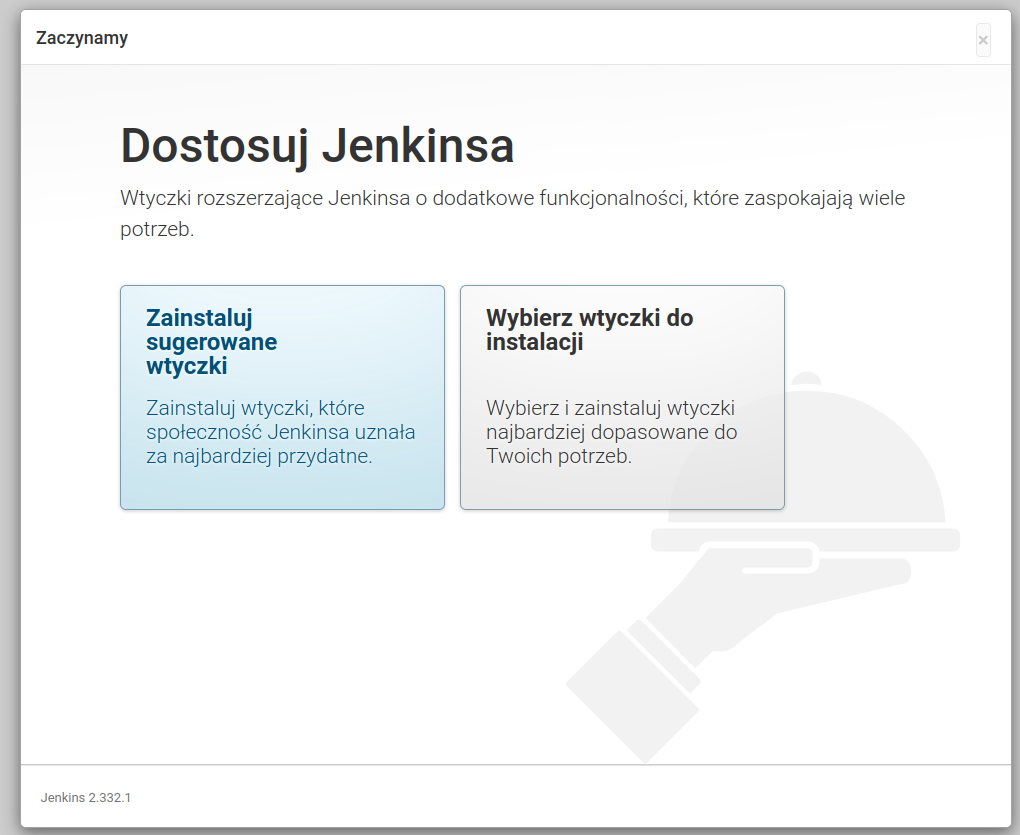 Zaczynamy
×
Dostosuj Jenkinsa
Wtyczki rozszerzające Jenkinsa o dodatkowe funkcjonalności, które zaspokajają wiele
potrzeb.
Zainstaluj
sugerowane
wtyczki
Zainstaluj wtyczki, które
społeczność Jenkinsa uznała
za najbardziej przydatne.
Wybierz wtyczki do
instalacji
Wybierz i zainstaluj wtyczki
najbardziej dopasowane do
Twoich potrzeb.
Jenkins 2.332.1